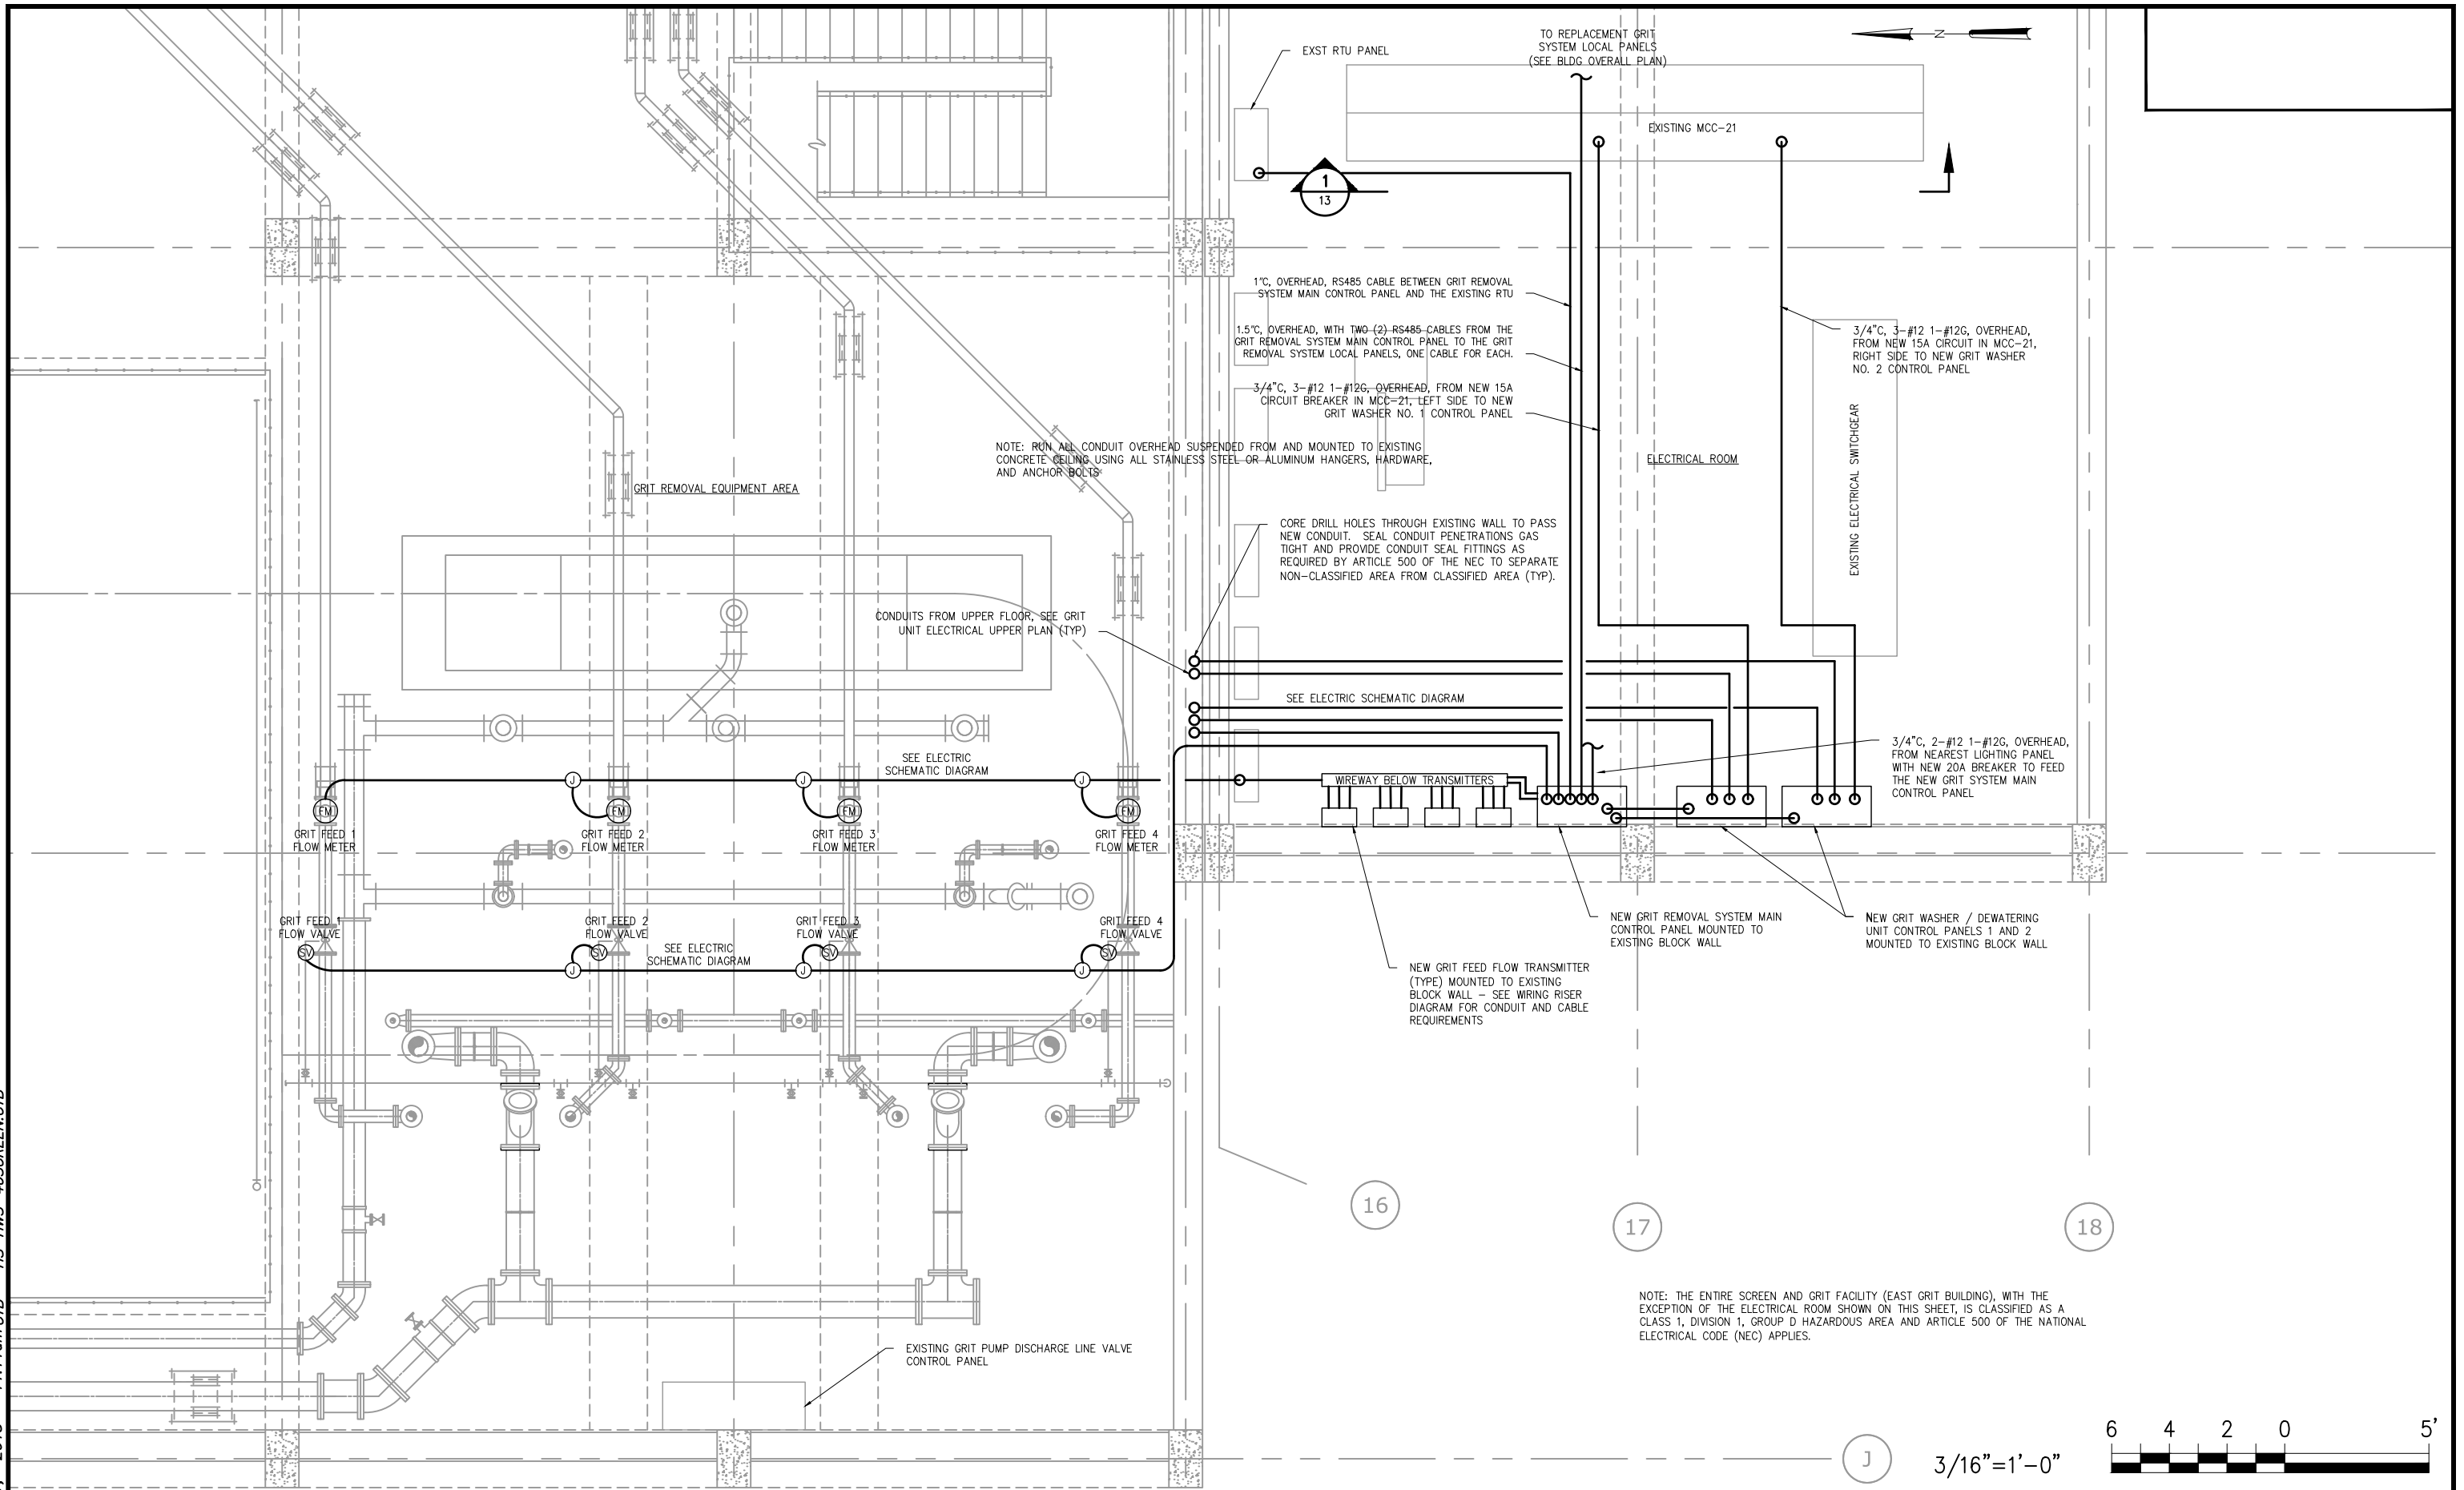 TO REPLACEMENT GRIT
SYSTEM LOCAL PANELS
(SEE BLDG OVERALL PLAN)
N
EXST RTU PANEL
EXISTING MCC-21
1
13
1"C, OVERHEAD, RS485 CABLE BETWEEN GRIT REMOVAL
SYSTEM MAIN CONTROL PANEL AND THE EXISTING RTU
1.5"C, OVERHEAD, WITH TWO (2) RS485 CABLES FROM THE
GRIT REMOVAL SYSTEM MAIN CONTROL PANEL TO THE GRIT
REMOVAL SYSTEM LOCAL PANELS, ONE CABLE FOR EACH.
3/4"C, 3-#12 1-#12G, OVERHEAD, FROM NEW 15A
CIRCUIT BREAKER IN MCC-21, LEFT SIDE TO NEW
GRIT WASHER NO. 1 CONTROL PANEL
3/4"C, 3-#12 1-#12G, OVERHEAD,
FROM NEW 15A CIRCUIT IN MCC-21,
RIGHT SIDE TO NEW GRIT WASHER
NO. 2 CONTROL PANEL
NOTE: RUN ALL CONDUIT OVERHEAD SUSPENDED FROM AND MOUNTED TO EXISTING
CONCRETE CEILING USING ALL STAINLESS STEEL OR ALUMINUM HANGERS, HARDWARE,
AND ANCHOR BOLTS
ELECTRICAL ROOM
EXISTING ELECTRICAL SWITCHGEAR
GRIT REMOVAL EQUIPMENT AREA
CORE DRILL HOLES THROUGH EXISTING WALL TO PASS
NEW CONDUIT. SEAL CONDUIT PENETRATIONS GAS
TIGHT AND PROVIDE CONDUIT SEAL FITTINGS AS
REQUIRED BY ARTICLE 500 OF THE NEC TO SEPARATE
NON-CLASSIFIED AREA FROM CLASSIFIED AREA (TYP).
CONDUITS FROM UPPER FLOOR, SEE GRIT
UNIT ELECTRICAL UPPER PLAN (TYP)
SEE ELECTRIC SCHEMATIC DIAGRAM
SEE ELECTRIC
SCHEMATIC DIAGRAM
3/4"C, 2-#12 1-#12G, OVERHEAD,
FROM NEAREST LIGHTING PANEL
WITH NEW 20A BREAKER TO FEED
THE NEW GRIT SYSTEM MAIN
CONTROL PANEL
WIREWAY BELOW TRANSMITTERS
J
J
J
FM
FM
FM
FM
GRIT FEED 1
FLOW METER
GRIT FEED 2
FLOW METER
GRIT FEED 3
FLOW METER
GRIT FEED 4
FLOW METER
GRIT FEED 1
FLOW VALVE
GRIT FEED 2
FLOW VALVE
GRIT FEED 3
FLOW VALVE
GRIT FEED 4
FLOW VALVE
SV
SV
SV
SV
SEE ELECTRIC
SCHEMATIC DIAGRAM
J
J
J
NEW GRIT REMOVAL SYSTEM MAIN
CONTROL PANEL MOUNTED TO
EXISTING BLOCK WALL
NEW GRIT WASHER / DEWATERING
UNIT CONTROL PANELS 1 AND 2
MOUNTED TO EXISTING BLOCK WALL
NEW GRIT FEED FLOW TRANSMITTER
(TYPE) MOUNTED TO EXISTING
BLOCK WALL - SEE WIRING RISER
DIAGRAM FOR CONDUIT AND CABLE
REQUIREMENTS
16
17
18
NOTE: THE ENTIRE SCREEN AND GRIT FACILITY (EAST GRIT BUILDING), WITH THE
EXCEPTION OF THE ELECTRICAL ROOM SHOWN ON THIS SHEET, IS CLASSIFIED AS A
CLASS 1, DIVISION 1, GROUP D HAZARDOUS AREA AND ARTICLE 500 OF THE NATIONAL
ELECTRICAL CODE (NEC) APPLIES.
EXISTING GRIT PUMP DISCHARGE LINE VALVE
CONTROL PANEL
J
3/16"=1'-0"
6 4 2 0 5'